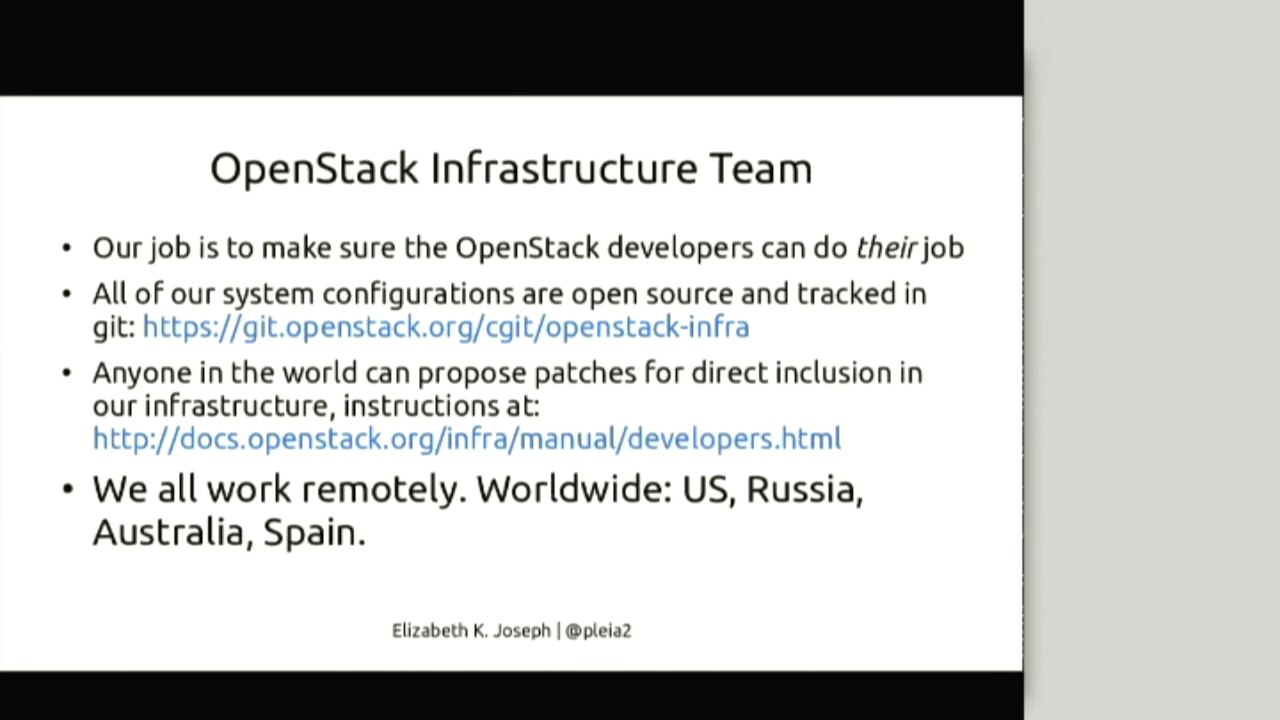 OpenStack Infrastructure Team
• Our job is to make sure the OpenStack developers can do their job
• All of our system configurations are open source and tracked in
git: https://git.openstack.org/cgit/openstack-infra
• Anyone in the world can propose patches for direct inclusion in
our infrastructure, instructions at:
http://docs.openstack.org/infra/manual/developers.html
• We all work remotely. Worldwide: US, Russia,
Australia, Spain.
Elizabeth K. Joseph | @pleia2